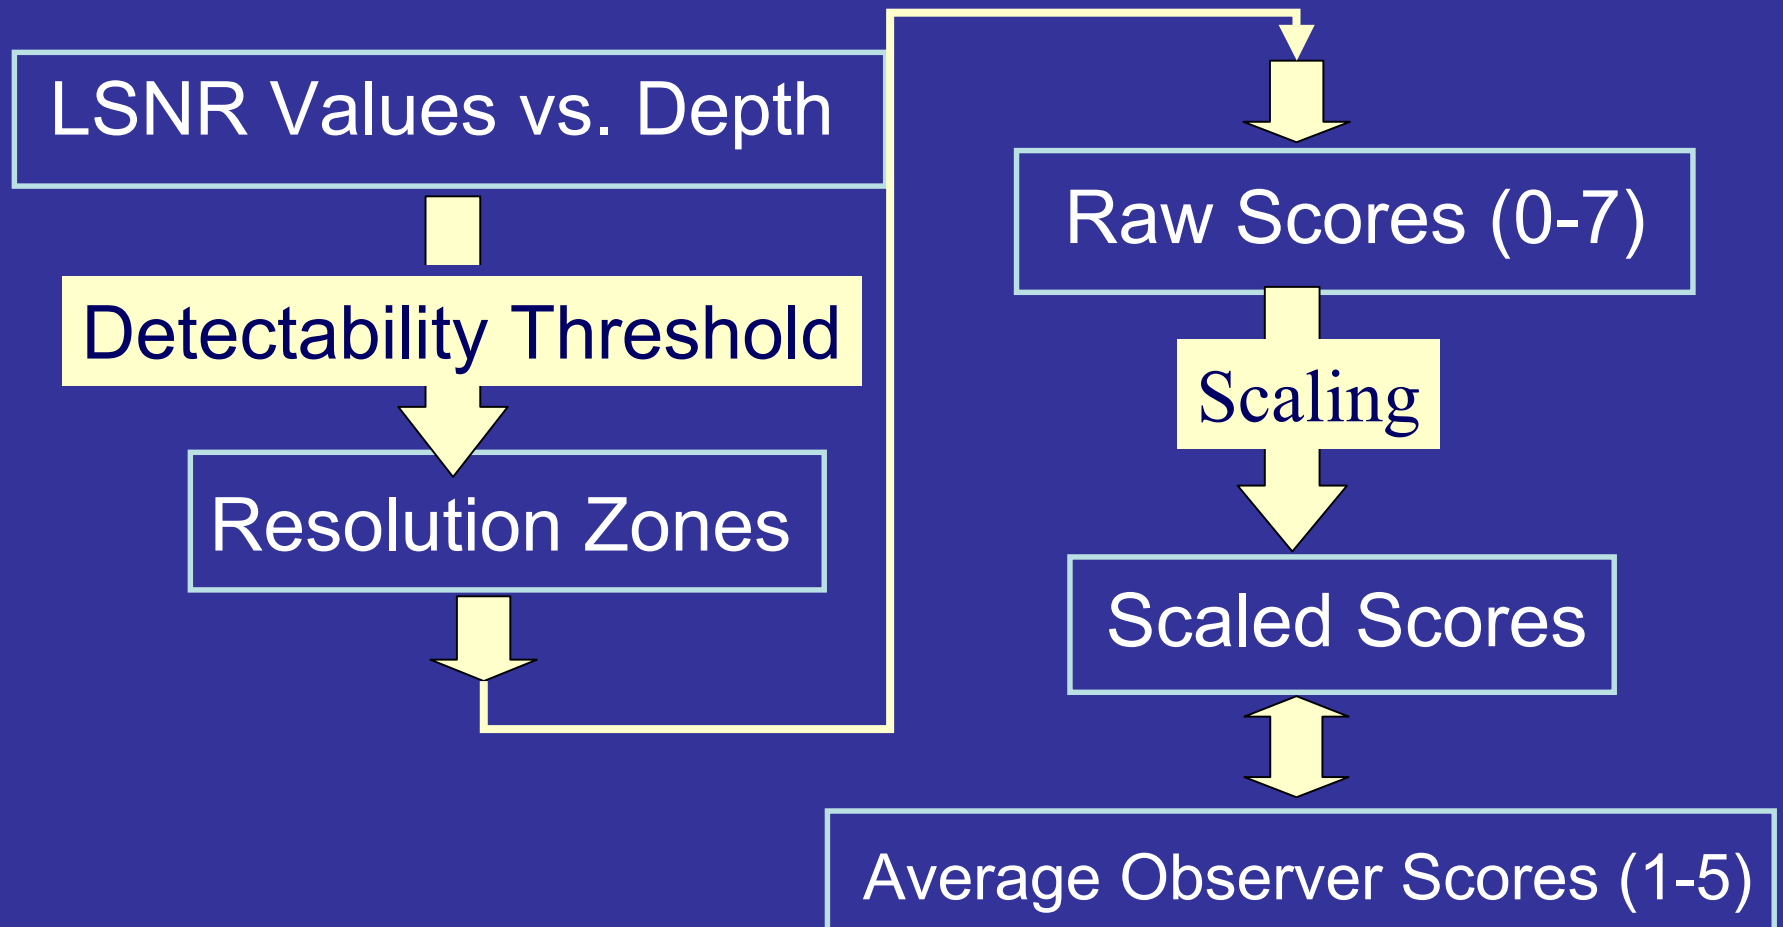 LSNR Values vs. Depth
Detectability Threshold
Resolution Zones
Raw Scores (0-7)
Scaling
Scaled Scores
Average Observer Scores (1-5)